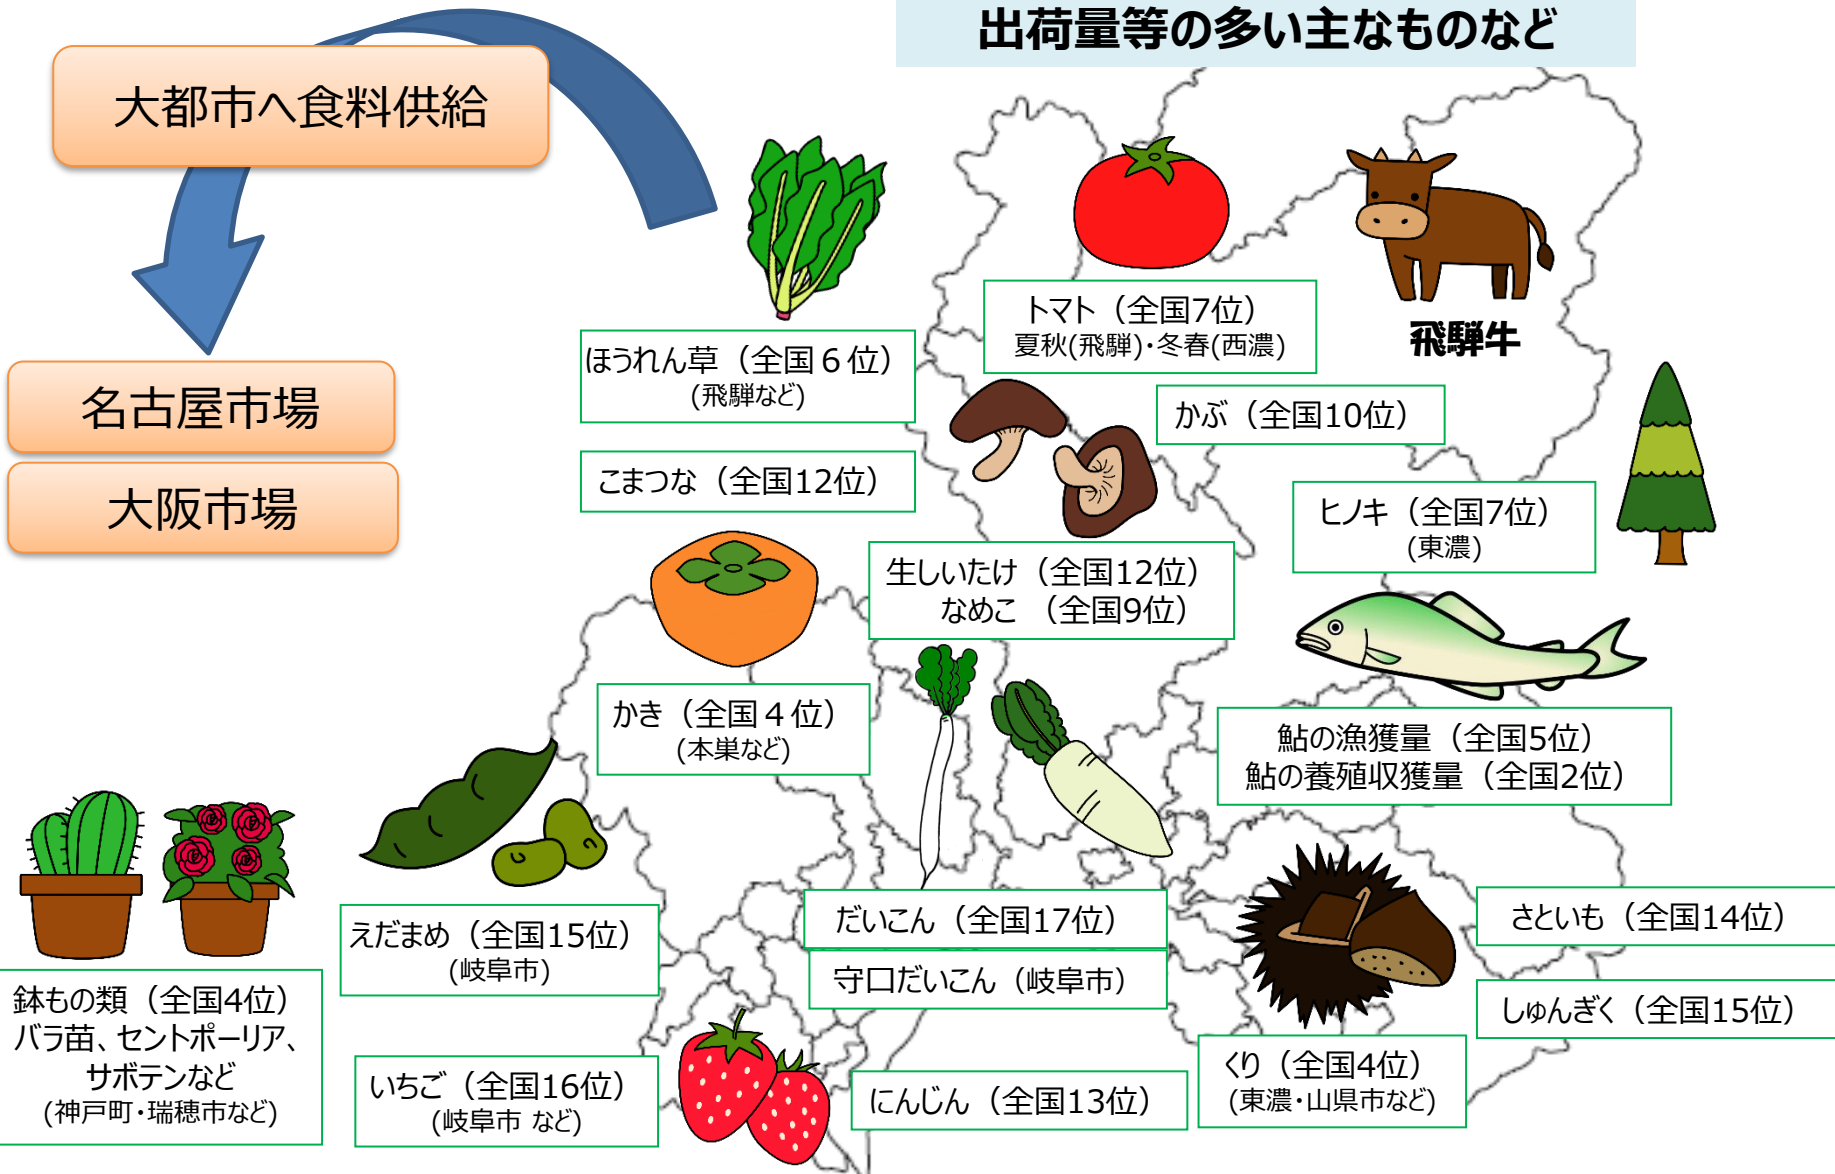 出荷量等の多い主なものなど
大都市へ食料供給
名古屋市場
大阪市場
ほうれん草（全国６位）
(飛騨など)
トマト（全国7位）
夏秋(飛騨)・冬春(西濃)
飛騨牛
こまつな（全国12位）
かぶ（全国10位）
ヒノキ（全国7位）
(東濃)
生しいたけ（全国12位）
なめこ （全国9位）
かき（全国４位）
(本巣など)
鮎の漁獲量（全国5位）
鮎の養殖収獲量（全国2位）
えだまめ（全国15位）
(岐阜市)
だいこん（全国17位）
守口だいこん（岐阜市）
さといも（全国14位）
しゅんぎく（全国15位）
鉢もの類（全国4位）
バラ苗、セントポーリア、
サボテンなど
(神戸町・瑞穂市など)
いちご（全国16位）
(岐阜市 など)
にんじん（全国13位）
くり（全国4位）
(東濃・山県市など)